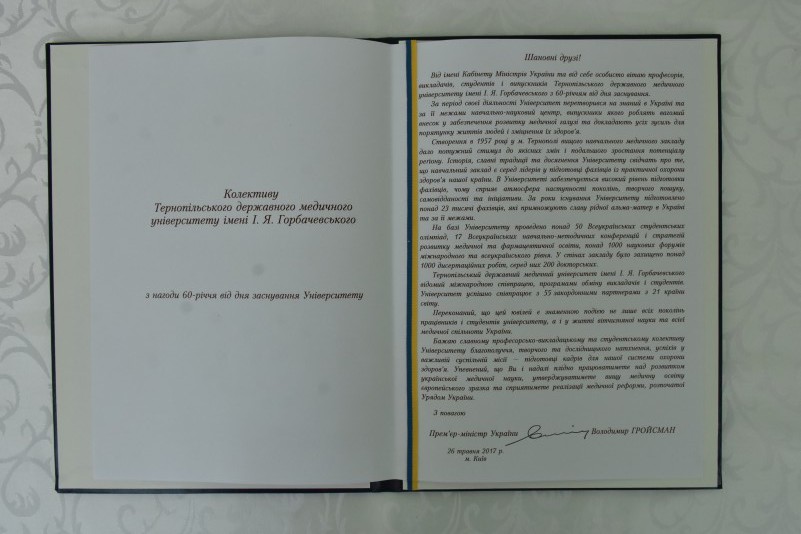 Колективу
Тернопільського державного медичного
університету імені І. Я. Горбачевського
з нагоди 60-річчя від дня заснування Університету
Шановні друзі!
Від імені Кабінету Міністрів України та від себе особисто вітаю професорів,
викладачів, студентів і випускників Тернопільського державного медичного
університету імені І. Я. Горбачевського з 60-річчям від дня заснування.
За період своєї діяльності Університет перетворився на знаний в Україні та
за її межами навчально-науковий центр, випускники якого роблять вагомий
внесок у забезпечення розвитку медичної галузі та докладають усіх зусиль для
порятунку життів людей і зміцнення їх здоров'я.
Створення в 1957 році у м. Тернополі вищого навчального медичного закладу
дало потужний стимул до якісних змін і подальшого зростання потенціалу
регіону. Історія, славні традиції та досягнення Університету свідчать про те,
що навчальний заклад є серед лідерів у підготовці фахівців із практичної охорони
здоров'я нашої країни. В Університеті забезпечується високий рівень підготовки
фахівців, чому сприяє атмосфера наступності поколінь, творчого пошуку,
самовідданості та ініціативи. За роки існування Університету підготовлено
понад 23 тисячі фахівців, які примножують славу рідної альма-матер в Україні
та за її межами.
На базі Університету проведено понад 50 Всеукраїнських студентських
олімпіад, 17 Всеукраїнських навчально-методичних конференцій і стратегій
розвитку медичної та фармацевтичної освіти, понад 1000 наукових форумів
міжнародного та всеукраїнського рівня. У стінах закладу було захищено понад
1000 дисертаційних робіт, серед них 200 докторських.
Тернопільський державний медичний університет імені І. Я. Горбачевського
відомий міжнародною співпрацею, програмами обміну викладачів і студентів.
Університет успішно співпрацює з 55 закордонними партнерами з 21 країни
світу.
Переконаний, що цей ювілей є знаменною подією не лише всіх поколінь
працівників і студентів університету, а і у житті вітчизняної науки та всієї
медичної спільноти України.
Бажаю славному професорсько-викладацькому та студентському колективу
Університету благополуччя, творчого та дослідницького натхнення, успіхів у
важливій суспільній місії – підготовці кадрів для нашої системи охорони
здоров'я. Упевнений, що Ви і надалі плідно працюватимете над розвитком
української медичної науки, утверджуватимете вищу медичну освіту
європейського зразка та сприятимете реалізації медичної реформи, розпочатої
Урядом України.
З повагою
Прем'єр-міністр України Володимир ГРОЙСМАН
26 травня 2017 р.
м. Київ